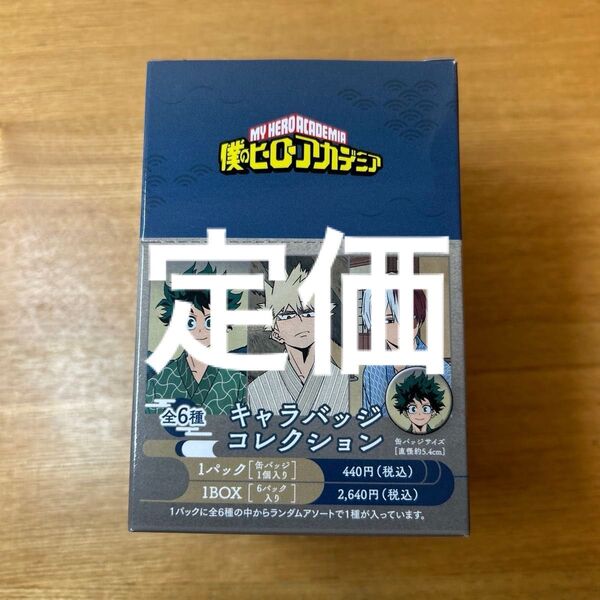 MY HERO ACADEMIA
僕のヒーローアカデミア
定価
全6種
キャラバッジ
コレクション
缶バッジサイズ
[直径約5.4cm]
1パック[缶バッジ1個入り] 440円(税込)
1BOX[6パック入り] 2,640円(税込)
1パックに全6種の中からランダムアソートで1種が入っています。